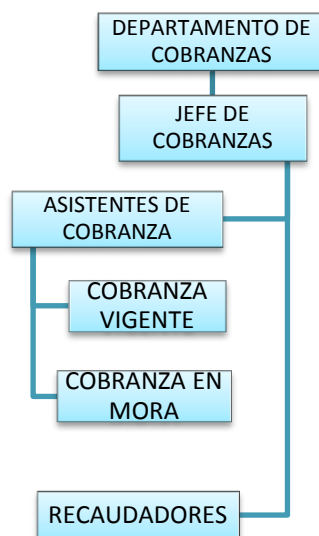 DEPARTAMENTO DE
COBRANZAS
JEFE DE
COBRANZAS
ASISTENTES DE
COBRANZA
COBRANZA
VIGENTE
COBRANZA EN
MORA
RECAUDADORES